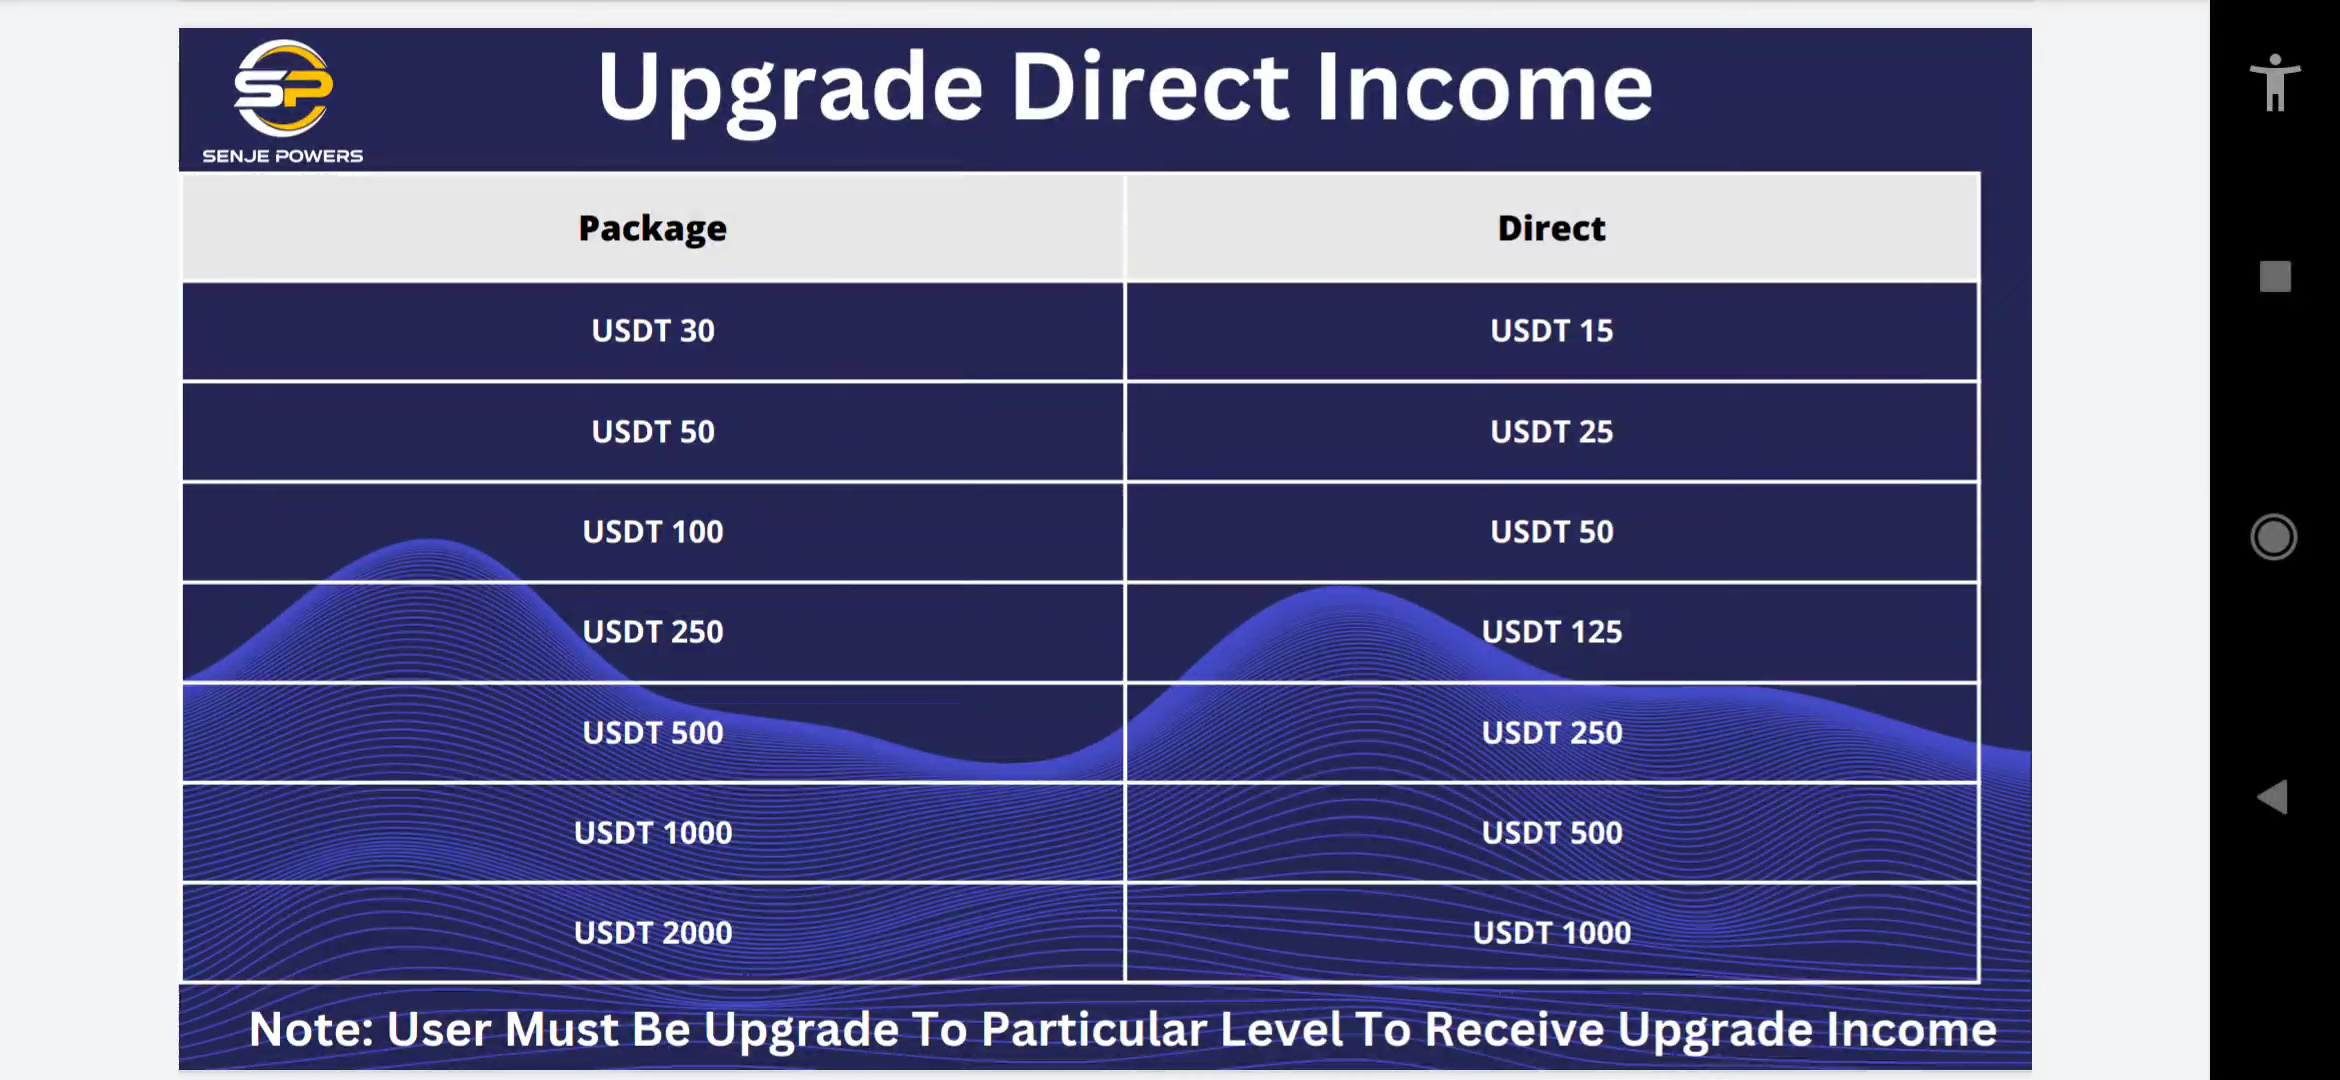 SP
SENJE POWERS
Upgrade Direct Income
Package Direct
USDT 30 USDT 15
USDT 50 USDT 25
USDT 100 USDT 50
USDT 250 USDT 125
USDT 500 USDT 250
USDT 1000 USDT 500
USDT 2000 USDT 1000
Note: User Must Be Upgrade To Particular Level To Receive Upgrade Income